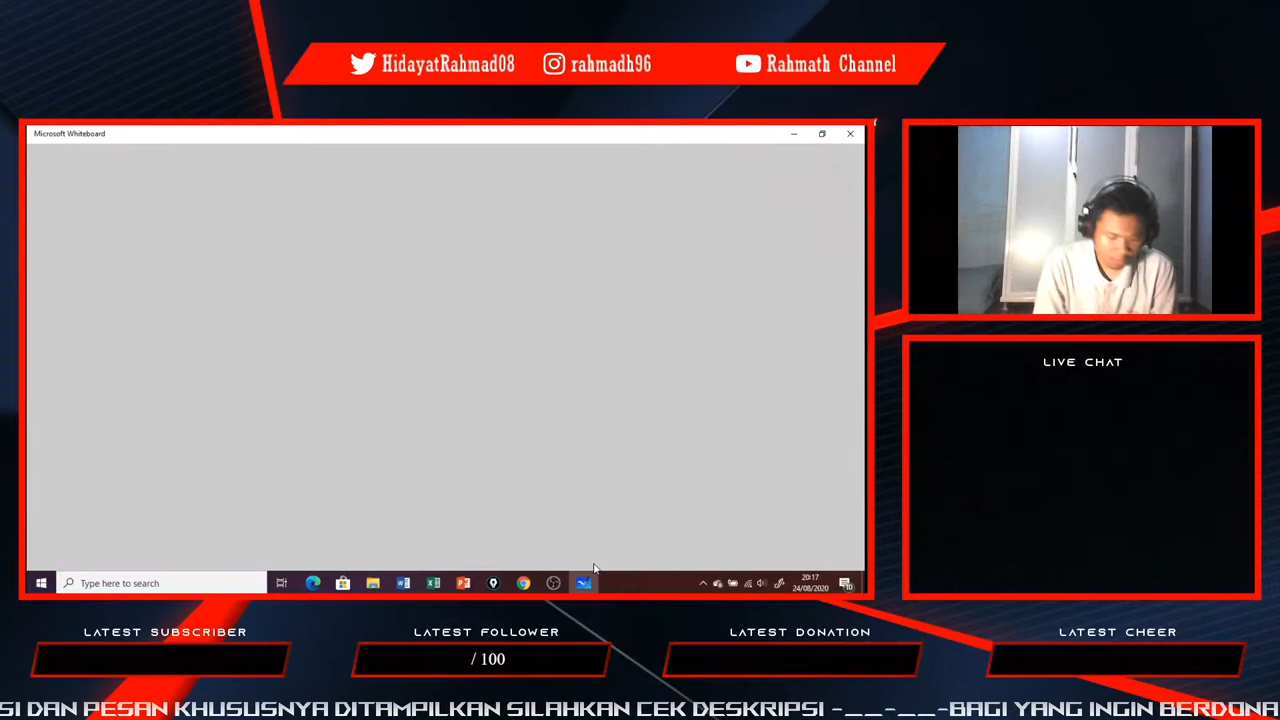 HidayatRahmad08 rahmadh96 Rahmath Channel
Microsoft Whiteboard
LIVE CHAT
Type here to search
20:17
24/08/2020
10
LATEST SUBSCRIBER LATEST FOLLOWER LATEST DONATION LATEST CHEER
/ 100
SI DAN PESAN KHUSUSNYA DITAMPILKAN SILAHKAN CEK DESKRIPSI -__-__-BAGI YANG INGIN BERDONA